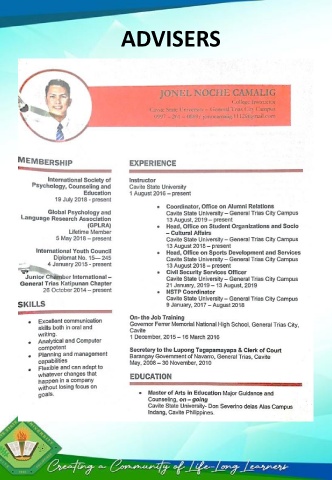 ADVISERS
JONEL NOCHE CAMALIG
College Instructor
Cavite State University – General Trias City Campus
MEMBERSHIP
International Society of
Psychology, Counseling and
Education
19 July 2018 - present
Global Psychology and
Language Research Association
(GPLRA)
Lifetime Member
5 May 2016 – present
International Youth Council
Diplomat No. 15— 245
4 January 2015 - present
Junior Chamber International –
General Trias Katipunan Chapter
28 October 2014 – present
SKILLS
• Excellent communication
skills both in oral and
writing.
• Analytical and Computer
competent
• Planning and management
capabilities
• Flexible and can adapt to
whatever changes that
happen in a company
without losing focus on
goals.
EXPERIENCE
Instructor
Cavite State University
1 August 2016 – present
• Coordinator, Office on Alumni Relations
Cavite State University – General Trias City Campus
13 August, 2019 – present
• Head, Office on Student Organizations and Socio
– Cultural Affairs
Cavite State University – General Trias City Campus
13 August 2018 – present
• Head, Office on Sports Development and Services
Cavite State University – General Trias City Campus
13 August 2018 – present
• Civil Security Services Officer
Cavite State University – General Trias City Campus
21 January, 2019 – 13 August, 2019
• NSTP Coordinator
Cavite State University – General Trias City Campus
9 January, 2017 – August 2018
On- the Job Training
Governor Ferrer Memorial National High School, General Trias City,
Cavite
1 December, 2015 – 16 March 2016
Secretary to the Lupong Tagapamayapa & Clerk of Court
Barangay Government of Navarro, General Trias, Cavite
May, 2008 – 30 November, 2010
EDUCATION
• Master of Arts in Education Major Guidance and
Counseling, on – going
Cavite State University- Don Severino delas Alas Campus
Indang, Cavite, Philippines.
Creating a Community of Life-Long Learners